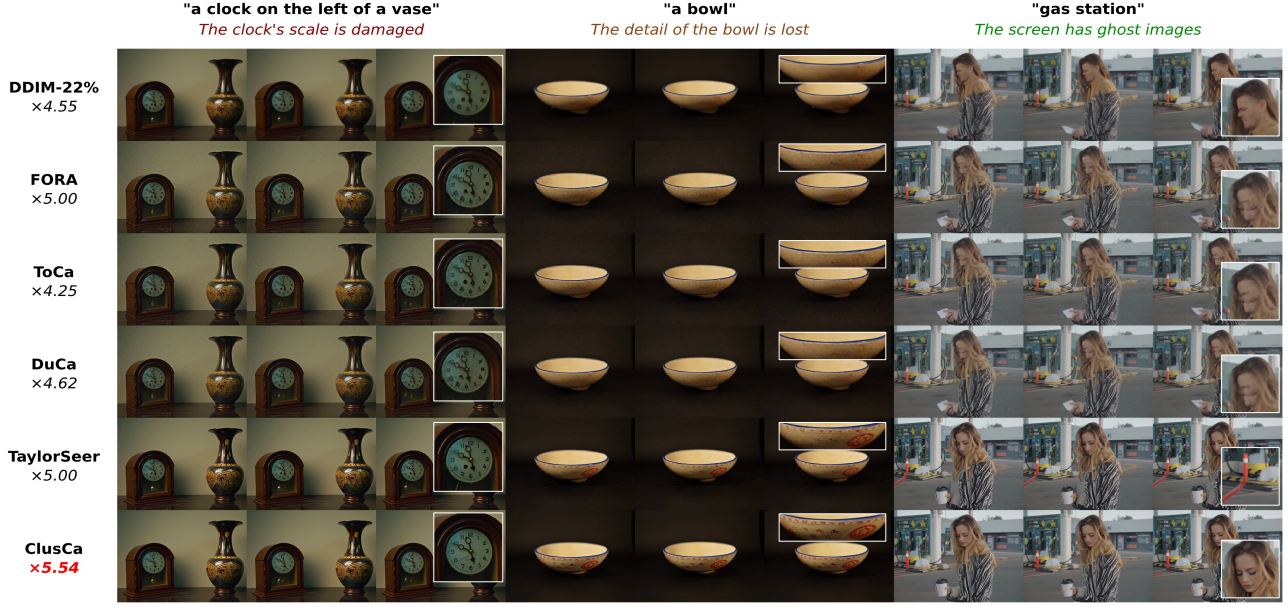 "a clock on the left of a vase"
The clock's scale is damaged
"a bowl"
The detail of the bowl is lost
"gas station"
The screen has ghost images
DDIM-22%
×4.55
FORA
×5.00
ToCa
×4.25
DuCa
×4.62
TaylorSeer
×5.00
ClusCa
×5.54